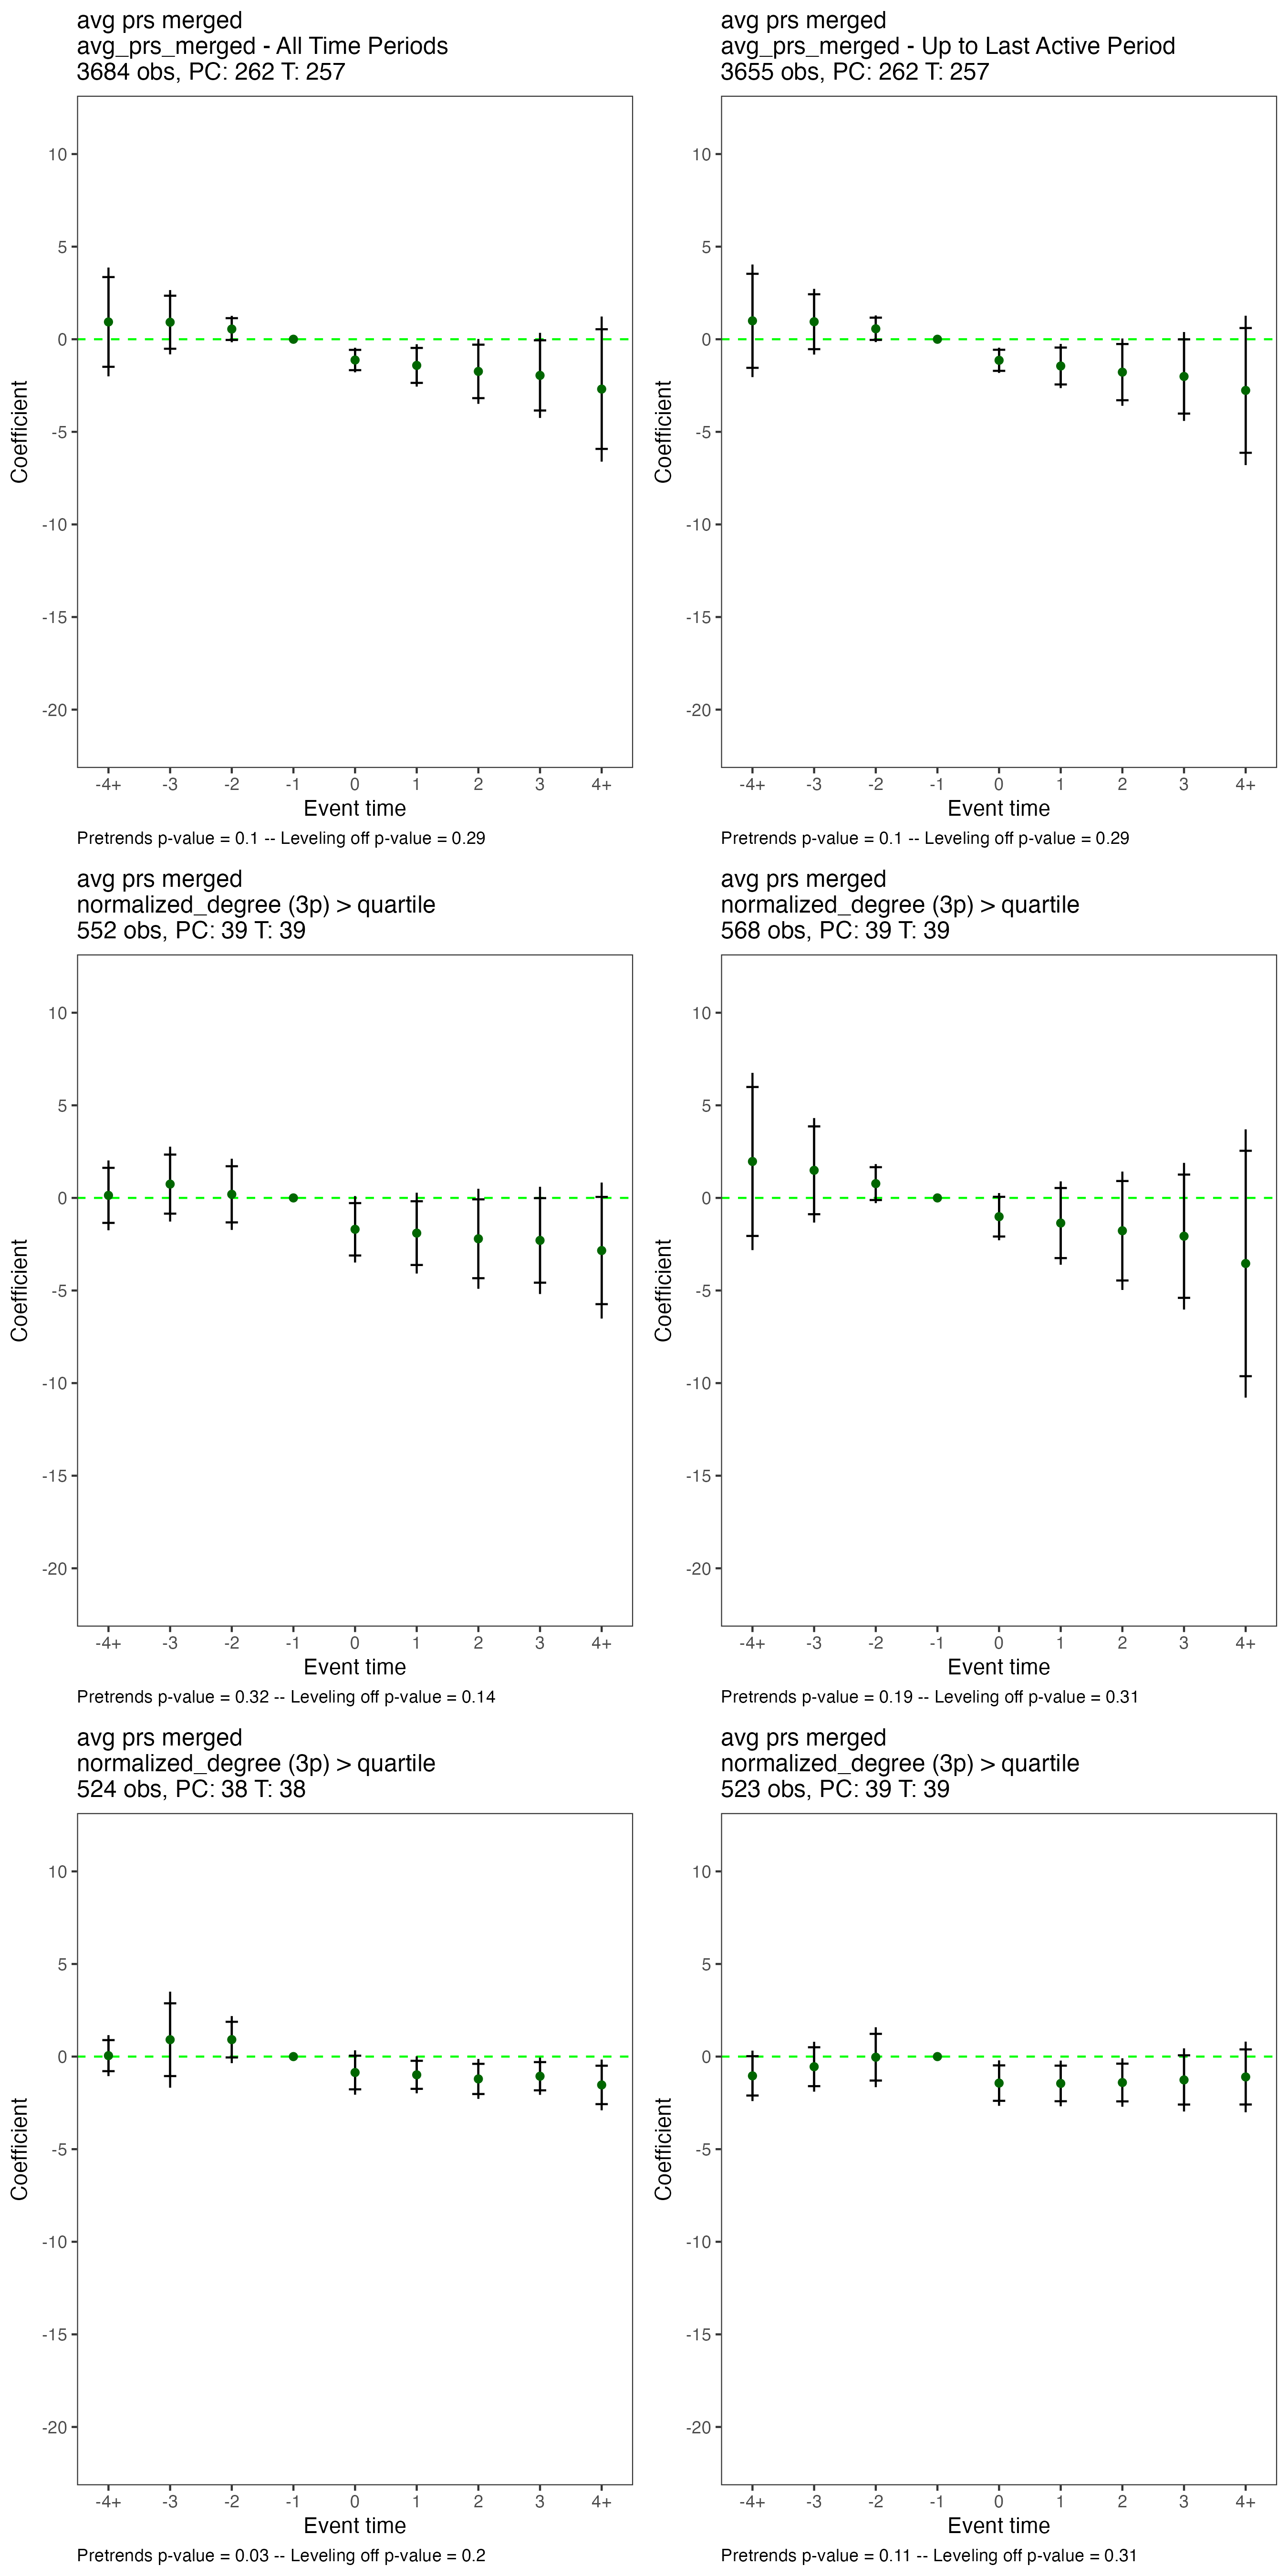 avg prs merged
avg_prs_merged - All Time Periods
3684 obs, PC: 262 T: 257
10
5
0
-5
-10
-15
-20
Coefficient
-4+ -3 -2 -1 0 1 2 3 4+
Event time
Pretrends p-value = 0.1 -- Leveling off p-value = 0.29
avg prs merged
avg_prs_merged - Up to Last Active Period
3655 obs, PC: 262 T: 257
10
5
0
-5
-10
-15
-20
Coefficient
-4+ -3 -2 -1 0 1 2 3 4+
Event time
Pretrends p-value = 0.1 -- Leveling off p-value = 0.29
avg prs merged
normalized_degree (3p) > quartile
552 obs, PC: 39 T: 39
10
5
0
-5
-10
-15
-20
Coefficient
-4+ -3 -2 -1 0 1 2 3 4+
Event time
Pretrends p-value = 0.32 -- Leveling off p-value = 0.14
avg prs merged
normalized_degree (3p) > quartile
568 obs, PC: 39 T: 39
10
5
0
-5
-10
-15
-20
Coefficient
-4+ -3 -2 -1 0 1 2 3 4+
Event time
Pretrends p-value = 0.19 -- Leveling off p-value = 0.31
avg prs merged
normalized_degree (3p) > quartile
524 obs, PC: 38 T: 38
10
5
0
-5
-10
-15
-20
Coefficient
-4+ -3 -2 -1 0 1 2 3 4+
Event time
Pretrends p-value = 0.03 -- Leveling off p-value = 0.2
avg prs merged
normalized_degree (3p) > quartile
523 obs, PC: 39 T: 39
10
5
0
-5
-10
-15
-20
Coefficient
-4+ -3 -2 -1 0 1 2 3 4+
Event time
Pretrends p-value = 0.11 -- Leveling off p-value = 0.31